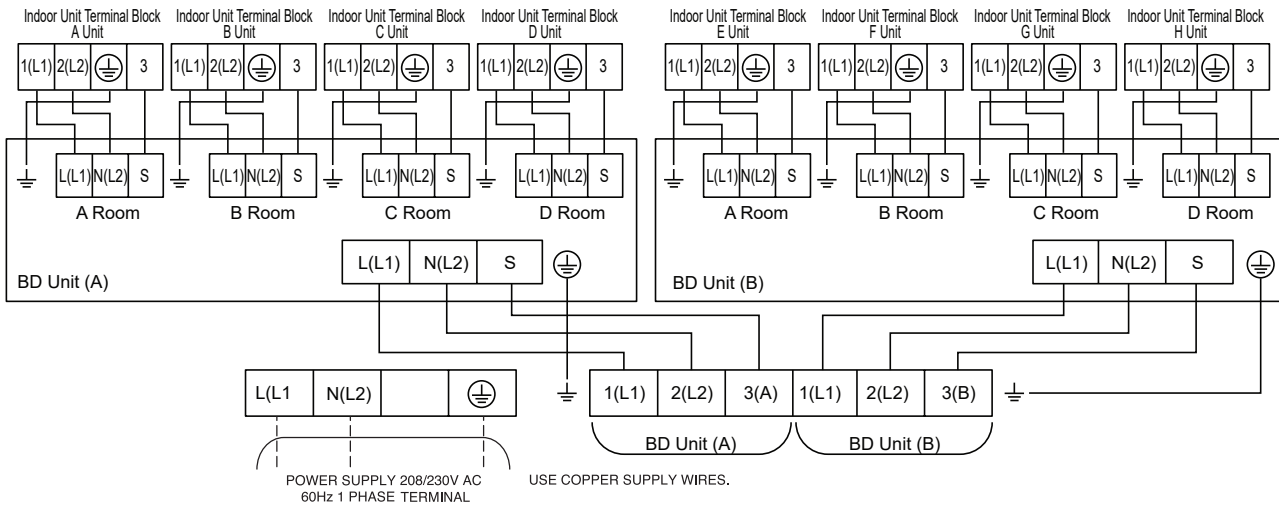 Indoor Unit Terminal Block Indoor Unit Terminal Block Indoor Unit Terminal Block Indoor Unit Terminal Block Indoor Unit Terminal Block Indoor Unit Terminal Block Indoor Unit Terminal Block Indoor Unit Terminal Block
A Unit B Unit C Unit D Unit E Unit F Unit G Unit H Unit
1(L1) 2(L2) 3 1(L1) 2(L2) 3 1(L1) 2(L2) 3 1(L1) 2(L2) 3 1(L1) 2(L2) 3 1(L1) 2(L2) 3 1(L1) 2(L2) 3 1(L1) 2(L2) 3
L(L1) N(L2) S L(L1) N(L2) S L(L1) N(L2) S L(L1) N(L2) S L(L1) N(L2) S L(L1) N(L2) S L(L1) N(L2) S L(L1) N(L2) S
A Room B Room C Room D Room A Room B Room C Room D Room
L(L1) N(L2) S L(L1) N(L2) S
BD Unit (A) BD Unit (B)
L(L1 N(L2) 1(L1) 2(L2) 3(A) 1(L1) 2(L2) 3(B)
BD Unit (A) BD Unit (B)
POWER SUPPLY 208/230V AC USE COPPER SUPPLY WIRES.
60Hz 1 PHASE TERMINAL